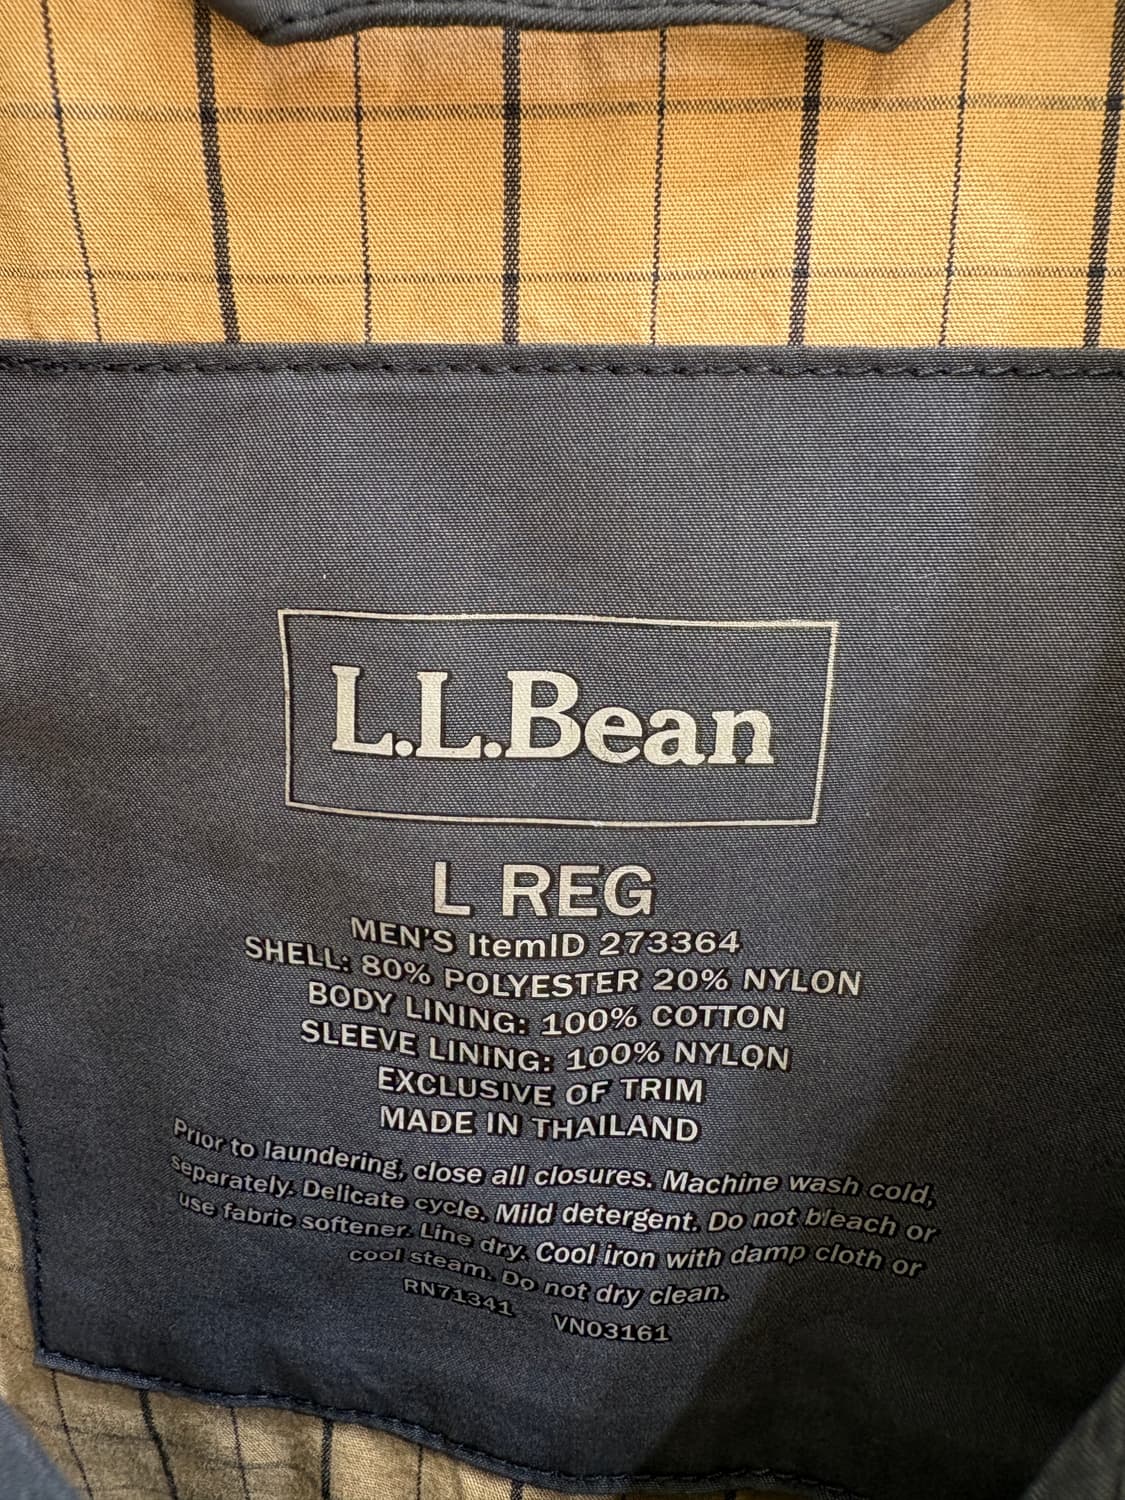 L.L.Bean
L REG
MEN'S ItemID 273364
SHELL: 80% POLYESTER 20% NYLON
BODY LINING: 100% COTTON
SLEEVE LINING: 100% NYLON
EXCLUSIVE OF TRIM
MADE IN THAILAND
Prior to laundering, close all closures. Machine wash cold,
separately. Delicate cycle. Mild detergent. Do not bleach or
use fabric softener. Line dry. Cool iron with damp cloth or
cool steam. Do not dry clean.
RN71341 VN03161